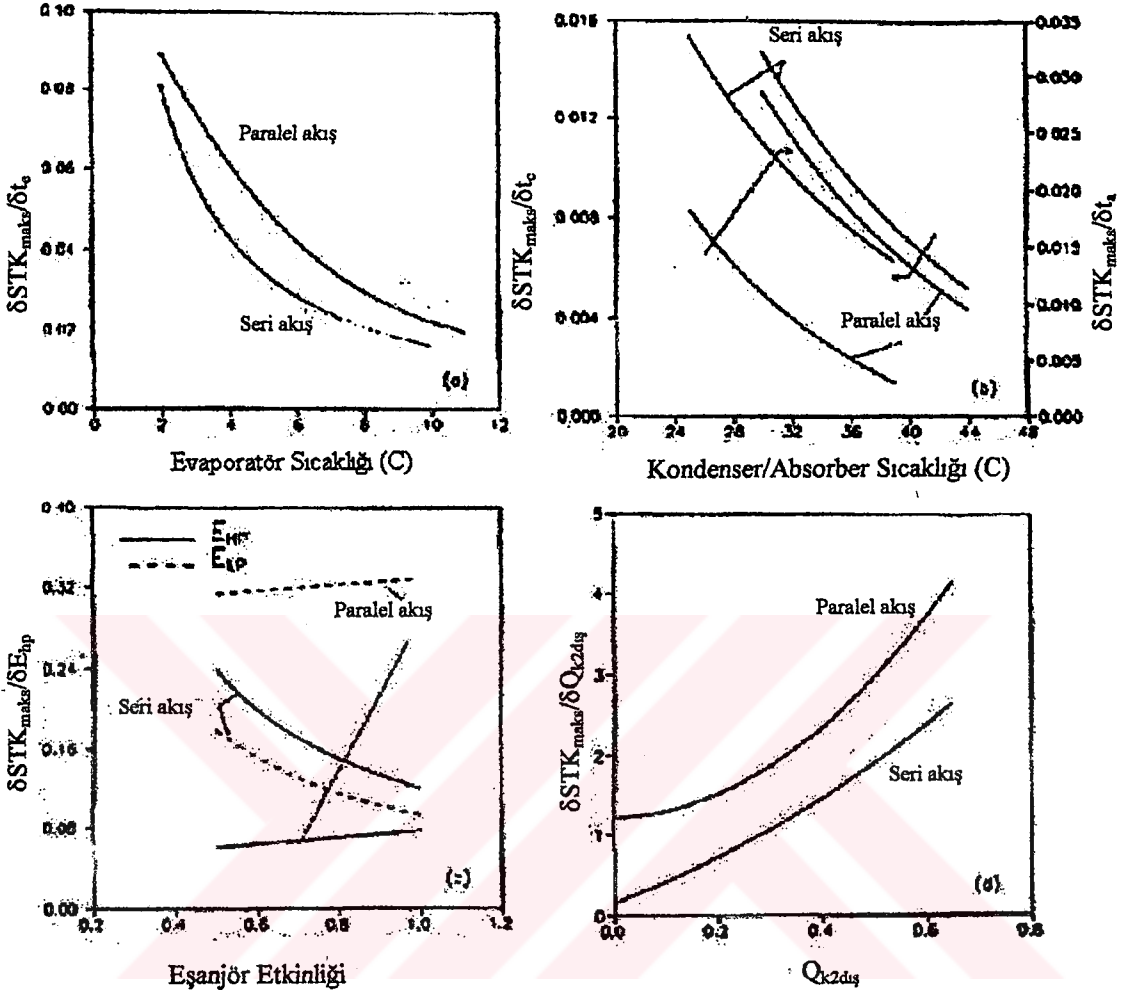 0.10
0.06
0.00
0 2 4 6 8 10 12
δSTKmaks/δte
Paralel akış
Seri akış
(a)
Evaporatör Sıcaklığı (C)
0.016
0.012
0.008
0.004
0.000
20 24 28 32 36 40 44 48
0.035
0.030
0.025
0.020
0.015
0.010
0.005
0.000
δSTKmaks/δtc
δSTKmaks/δta
Seri akış
Paralel akış
(b)
Kondenser/Absorber Sıcaklığı (C)
0.40
0.32
0.24
0.16
0.08
0.00
0.2 0.4 0.6 0.8 1.0 1.2
δSTKmaks/δEhp
EHP
ELP
Paralel akış
Seri akış
(c)
Eşanjör Etkinliği
5
4
3
2
1
0
0.0 0.2 0.4 0.6 0.8
δSTKmaks/δQk2dış
Paralel akış
Seri akış
(d)
Qk2dış